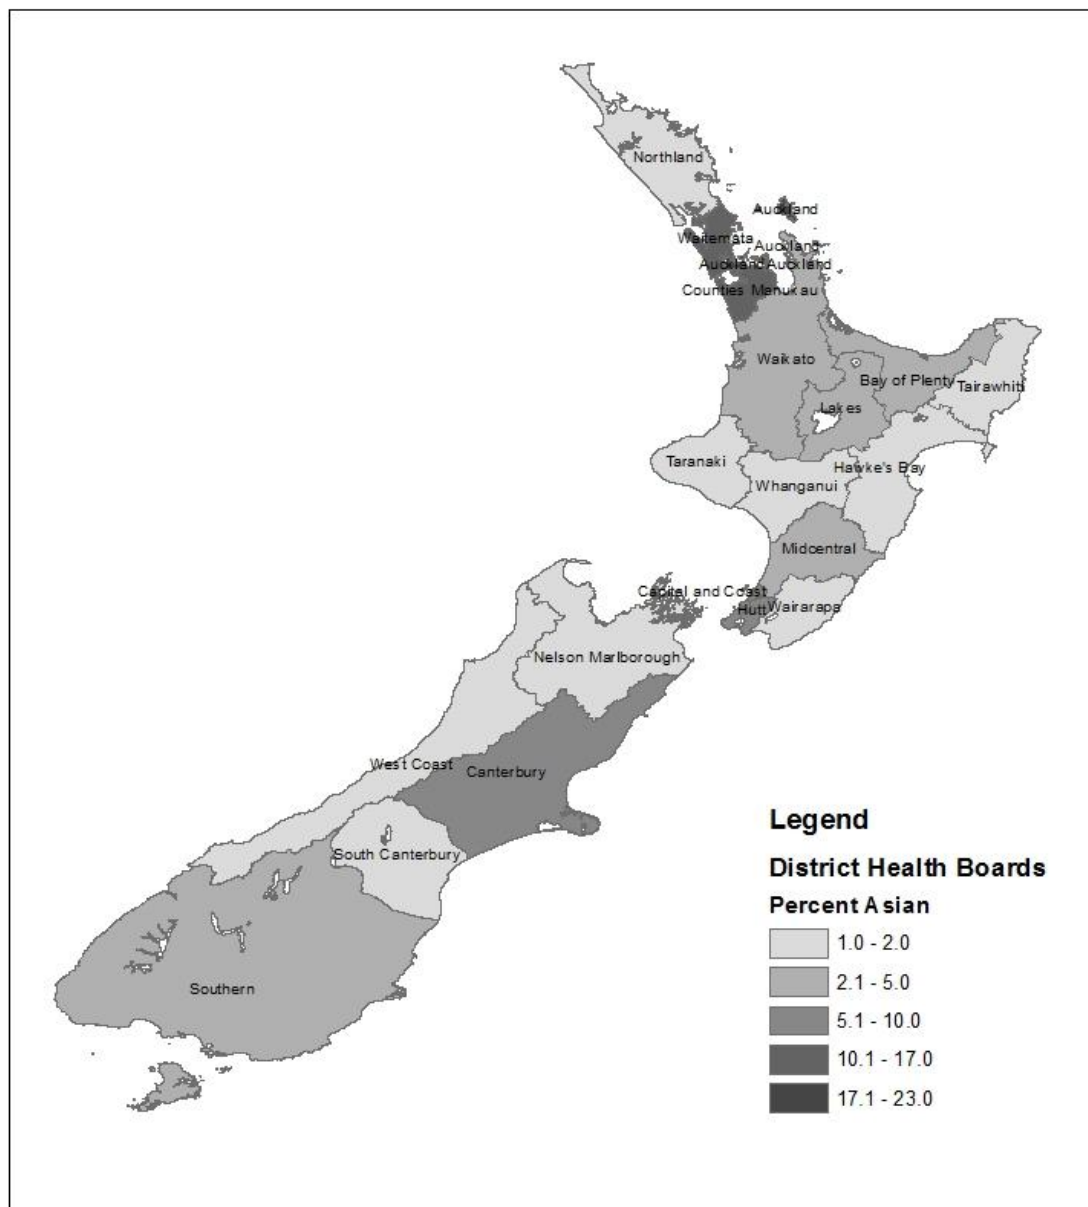 Northland
Auckland
Waitemata
Auckland
Auckland Auckland
Counties Manukau
Waikato
Bay of Plenty
Tairawhiti
Lakes
Taranaki
Hawke's Bay
Whanganui
Midcentral
Capital and Coast
Hutt Wairarapa
Nelson Marlborough
West Coast
Canterbury
South Canterbury
Southern
Legend
District Health Boards
Percent Asian
1.0 - 2.0
2.1 - 5.0
5.1 - 10.0
10.1 - 17.0
17.1 - 23.0